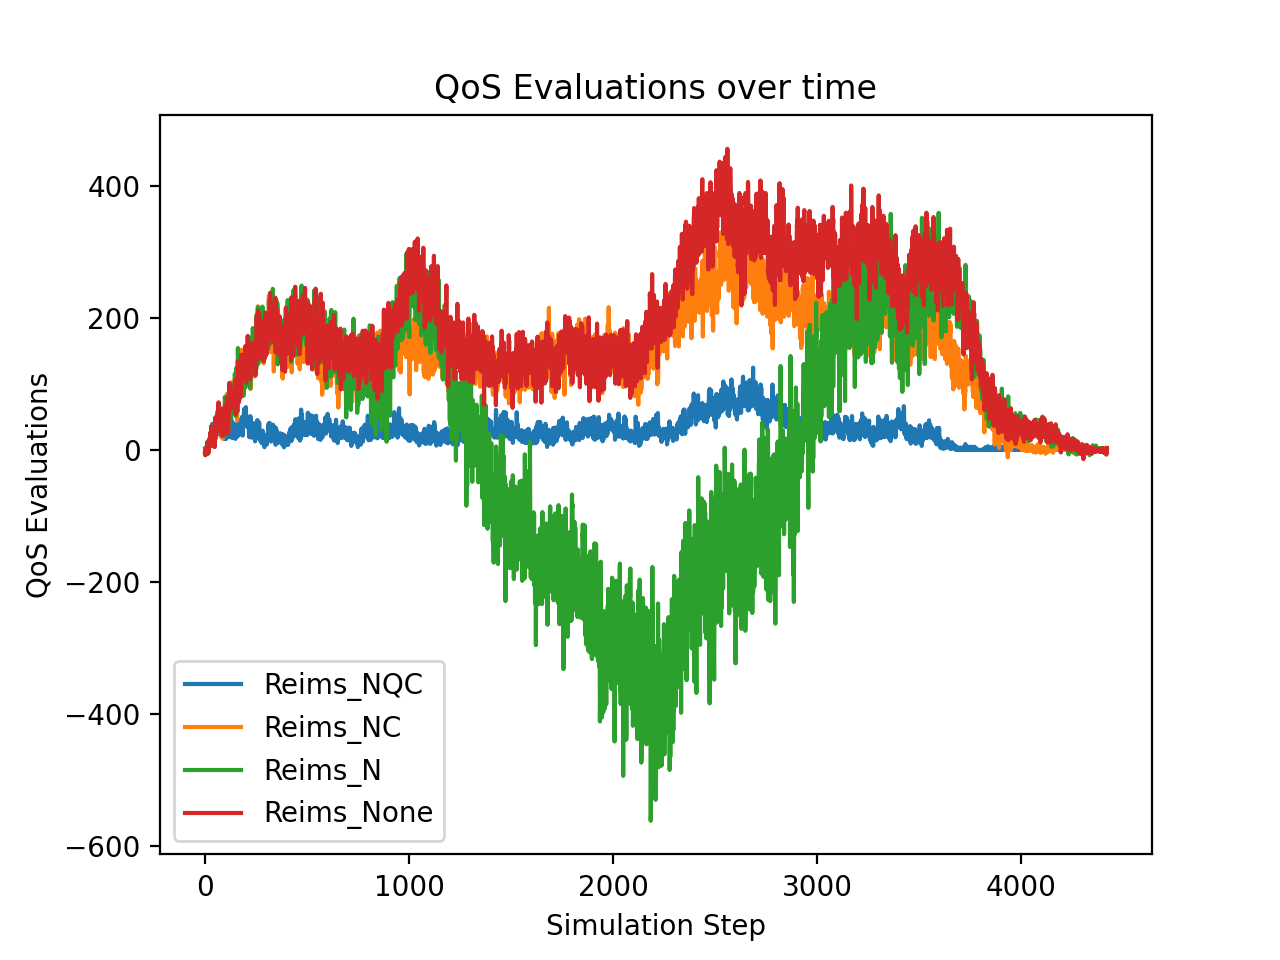 QoS Evaluations over time
QoS Evaluations
400
200
0
−200
−400
−600
Reims_NQC
Reims_NC
Reims_N
Reims_None
0 1000 2000 3000 4000
Simulation Step